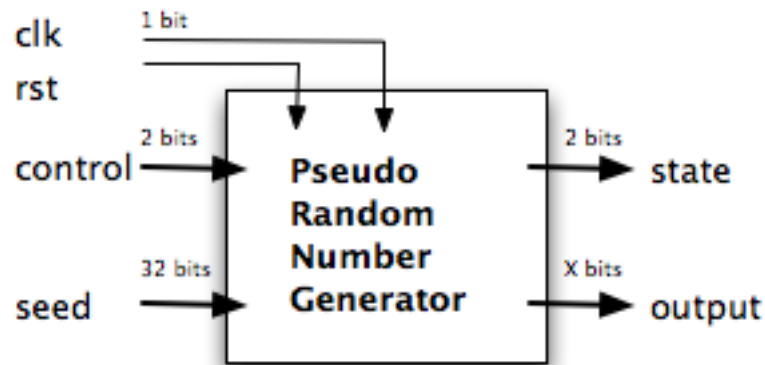 clk
1 bit
rst
control
2 bits
Pseudo
Random
Number
Generator
2 bits
state
seed
32 bits
X bits
output